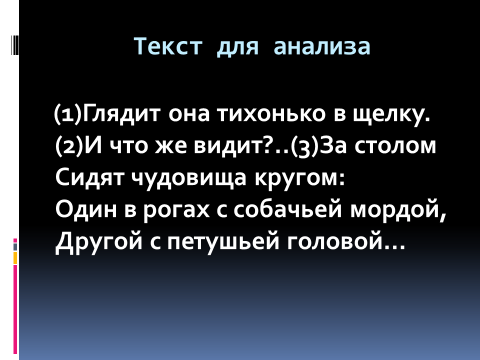 Текст для анализа
(1)Глядит она тихонько в щелку.
(2)И что же видит?..(3)За столом
Сидят чудовища кругом:
Один в рогах с собачьей мордой,
Другой с петушьей головой...